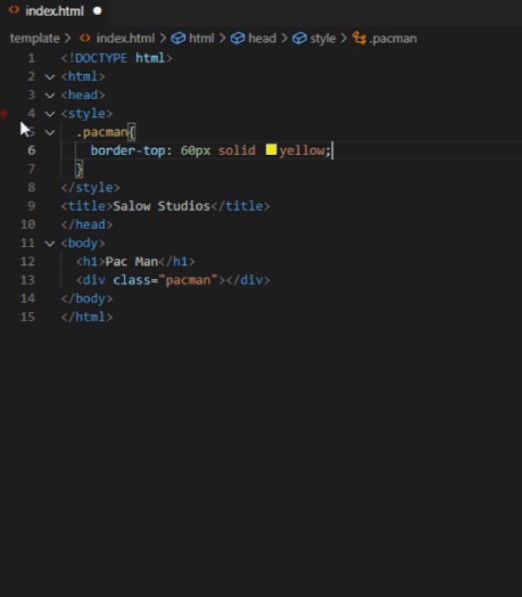 index.html
template > index.html > html > head > style > .pacman
1 <!DOCTYPE html>
2 <html>
3 <head>
4 <style>
5 .pacman{
6 border-top: 60px solid yellow;
7 }
8 </style>
9 <title>Salow Studios</title>
10 </head>
11 <body>
12 <h1>Pac Man</h1>
13 <div class="pacman"></div>
14 </body>
15 </html>